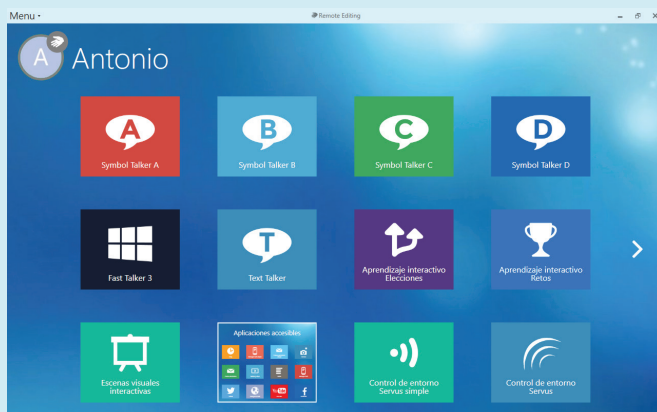 Menu
Remote Editing
A
Antonio
A
Symbol Talker A
B
Symbol Talker B
C
Symbol Talker C
D
Symbol Talker D
Fast Talker 3
T
Text Talker
Aprendizaje interactivo
Elecciones
Aprendizaje interactivo
Retos
Escenas visuales
interactivas
Aplicaciones accesibles
Control de entorno
Servus simple
Control de entorno
Servus